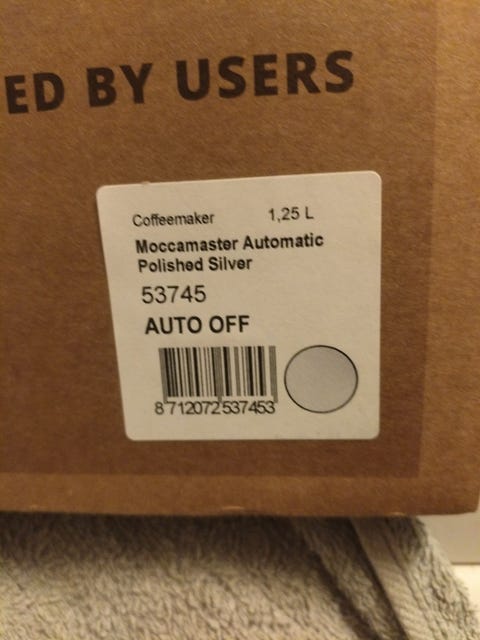 ED BY USERS
Coffeemaker 1,25 L
Moccamaster Automatic
Polished Silver
53745
AUTO OFF
8 712072 537453